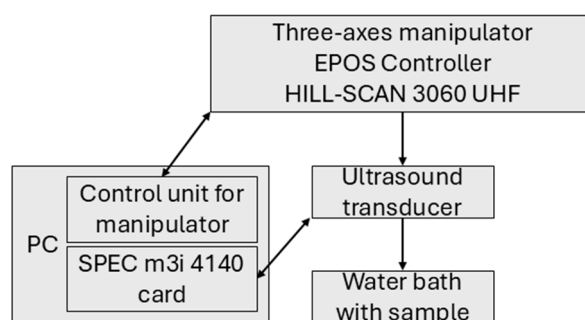 Three-axes manipulator
EPOS Controller
HILL-SCAN 3060 UHF
Ultrasound
transducer
Control unit for
manipulator
PC
SPEC m3i 4140
card
Water bath
with sample